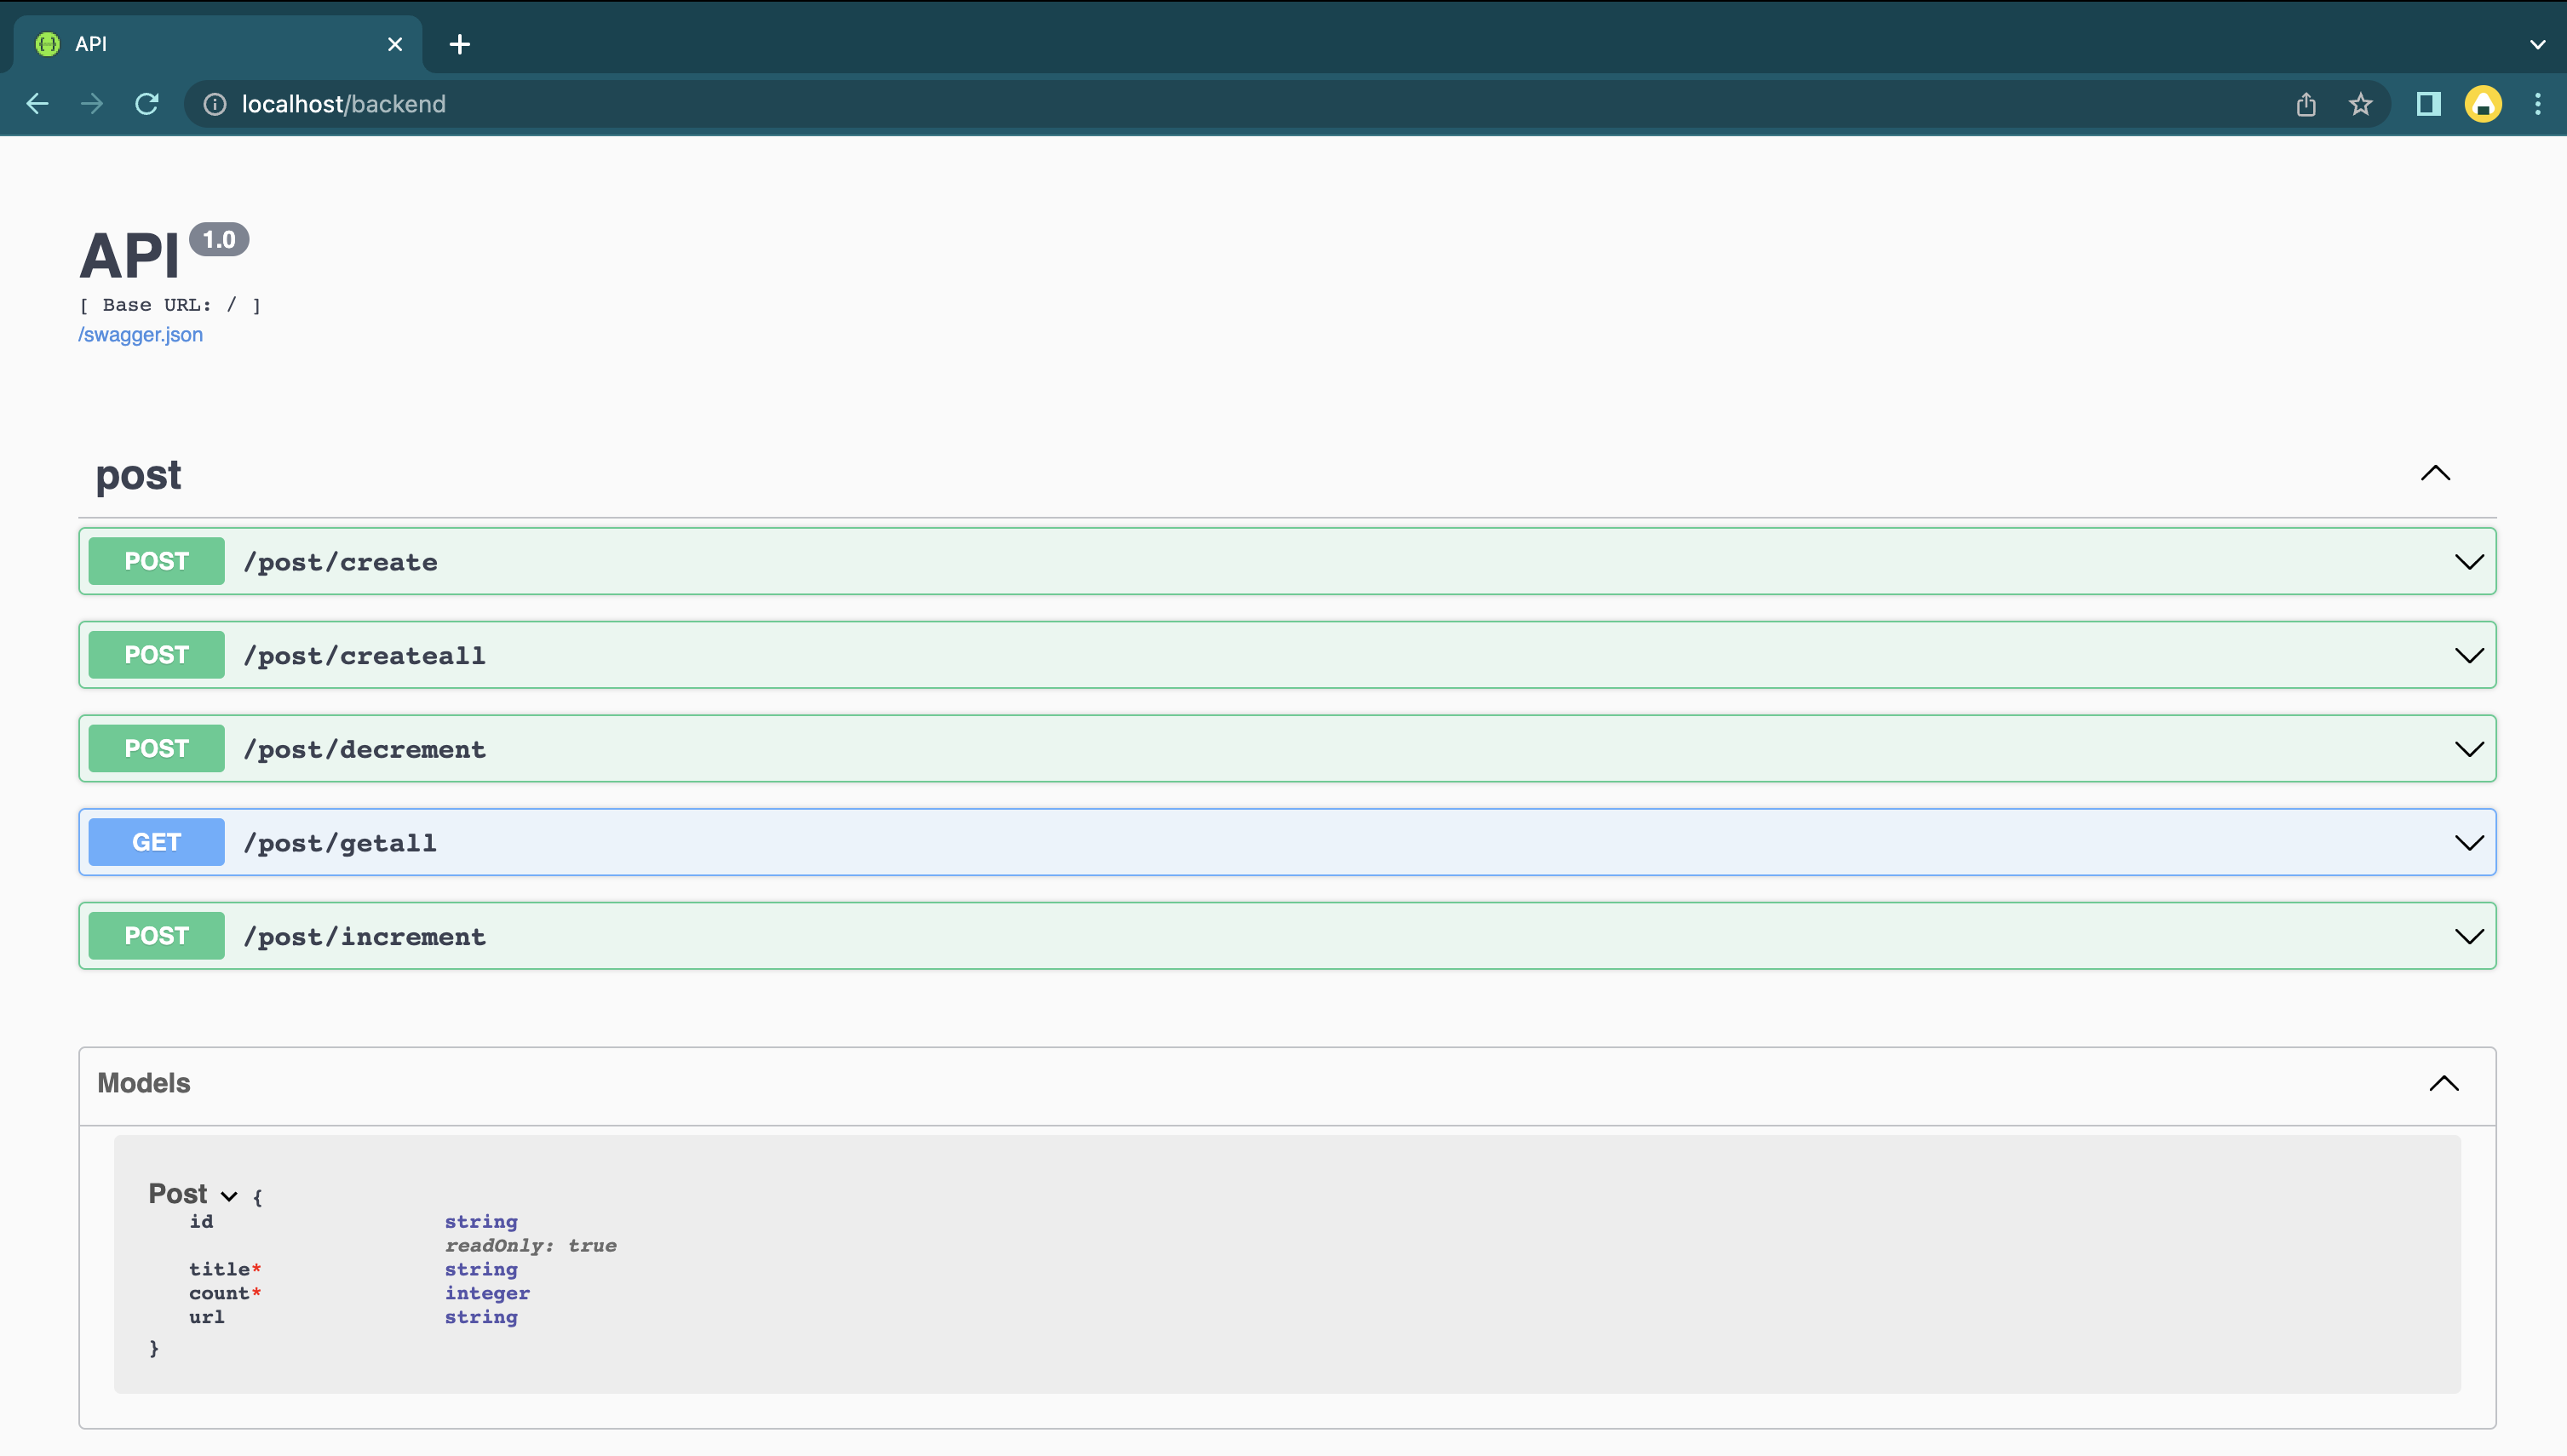 API
localhost/backend
API 1.0
[ Base URL: / ]
/swagger.json
post
POST /post/create
POST /post/createall
POST /post/decrement
GET /post/getall
POST /post/increment
Models
Post {
id string
readOnly: true
title* string
count* integer
url string
}